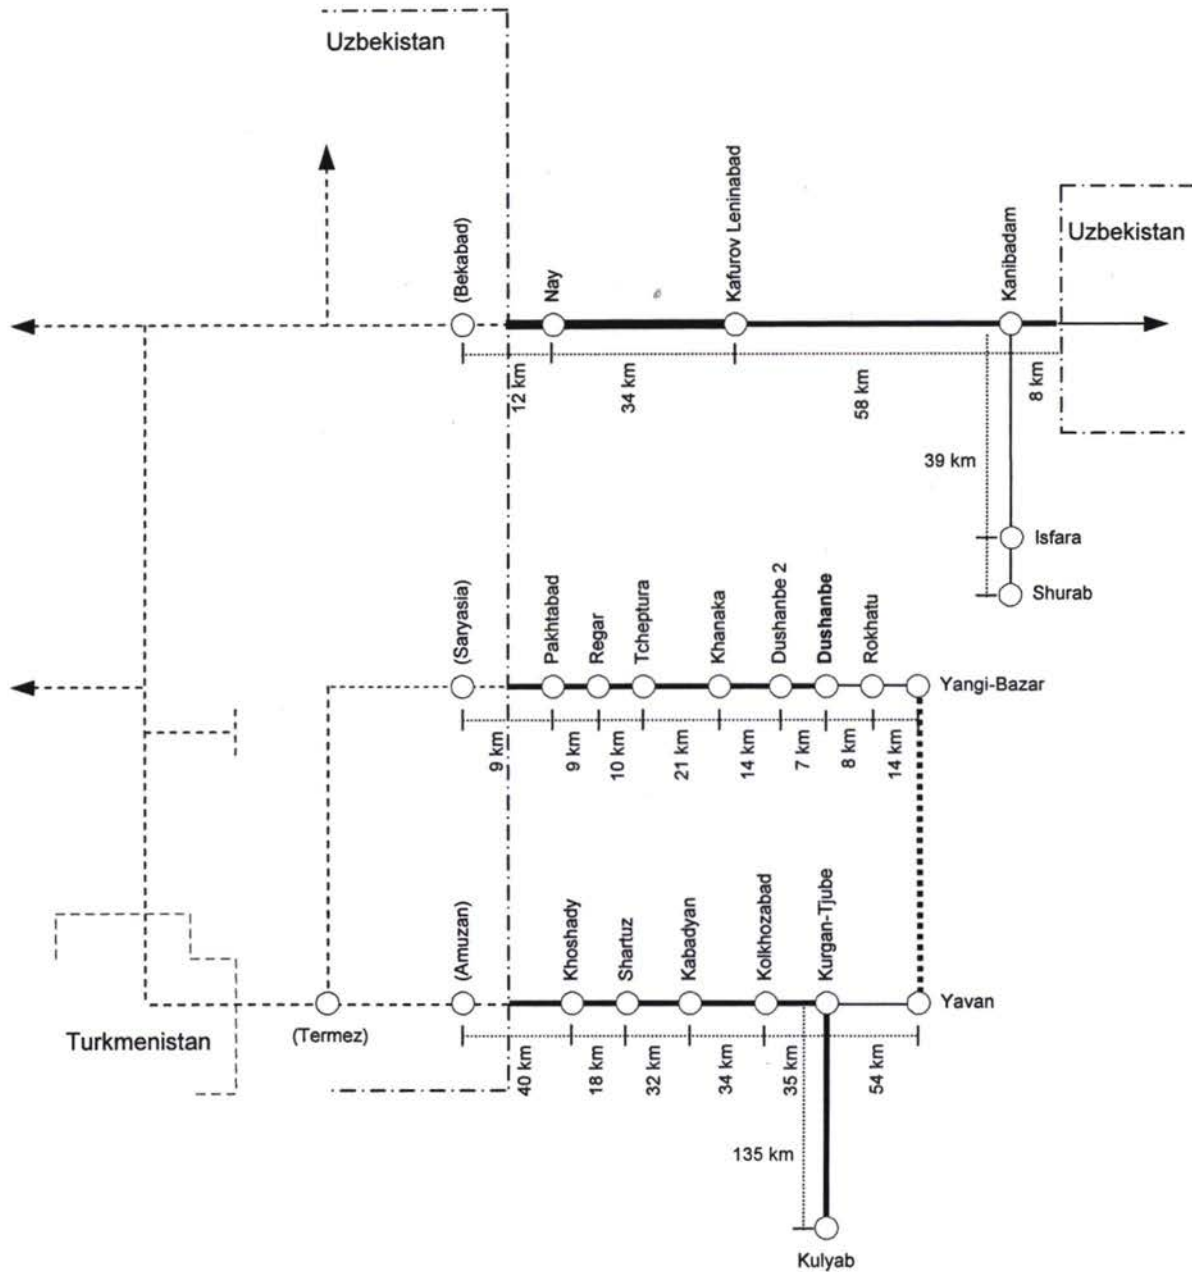 Uzbekistan
Uzbekistan
(Bekabad)
Nay
Kafurov Leninabad
Kanibadam
12 km
34 km
58 km
8 km
39 km
Isfara
Shurab
(Saryasia)
Pakhtabad
Regar
Tcheptura
Khanaka
Dushanbe 2
Dushanbe
Rokhatu
Yangi-Bazar
9 km
9 km
10 km
21 km
14 km
7 km
8 km
14 km
(Amuzan)
Khoshady
Shartuz
Kabadyan
Kolkhozabad
Kurgan-Tjube
Yavan
(Termez)
Turkmenistan
40 km
18 km
32 km
34 km
35 km
54 km
135 km
Kulyab